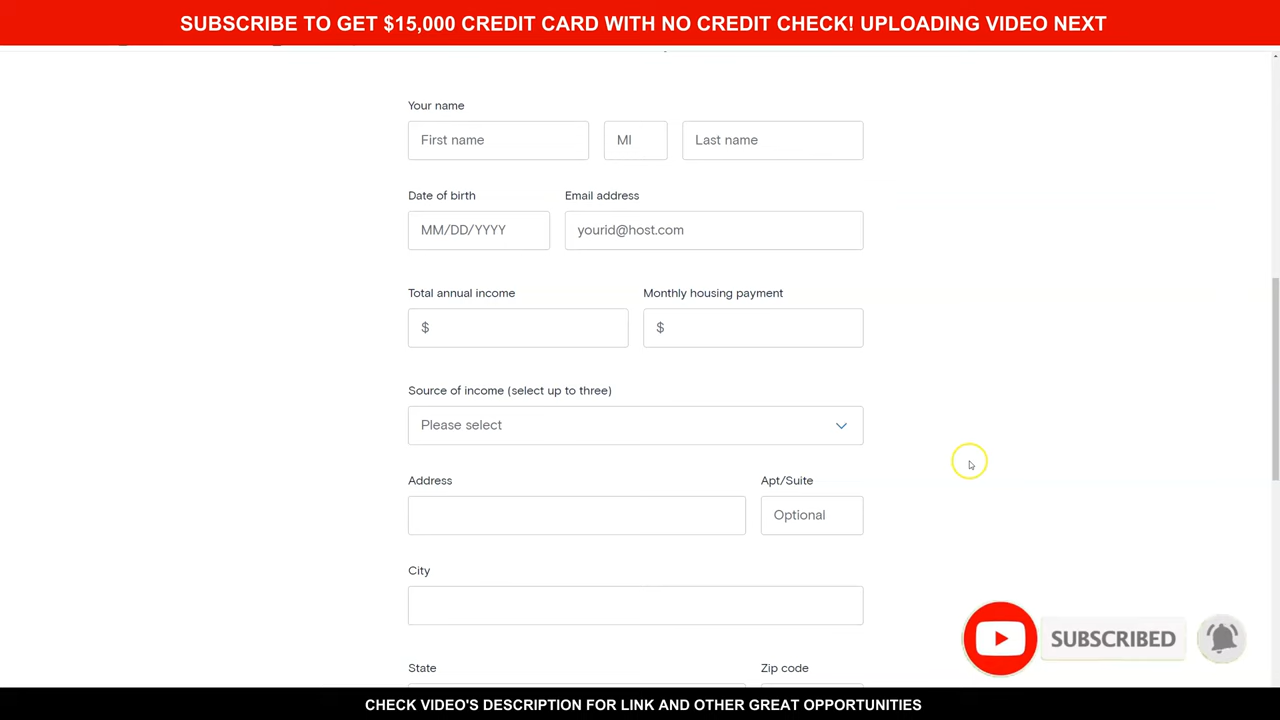 SUBSCRIBE TO GET $15,000 CREDIT CARD WITH NO CREDIT CHECK! UPLOADING VIDEO NEXT
Your name
First name MI Last name
Date of birth Email address
MM/DD/YYYY yourid@host.com
Total annual income Monthly housing payment
$ $
Source of income (select up to three)
Please select
Address Apt/Suite
Optional
City
SUBSCRIBED
State Zip code
CHECK VIDEO'S DESCRIPTION FOR LINK AND OTHER GREAT OPPORTUNITIES